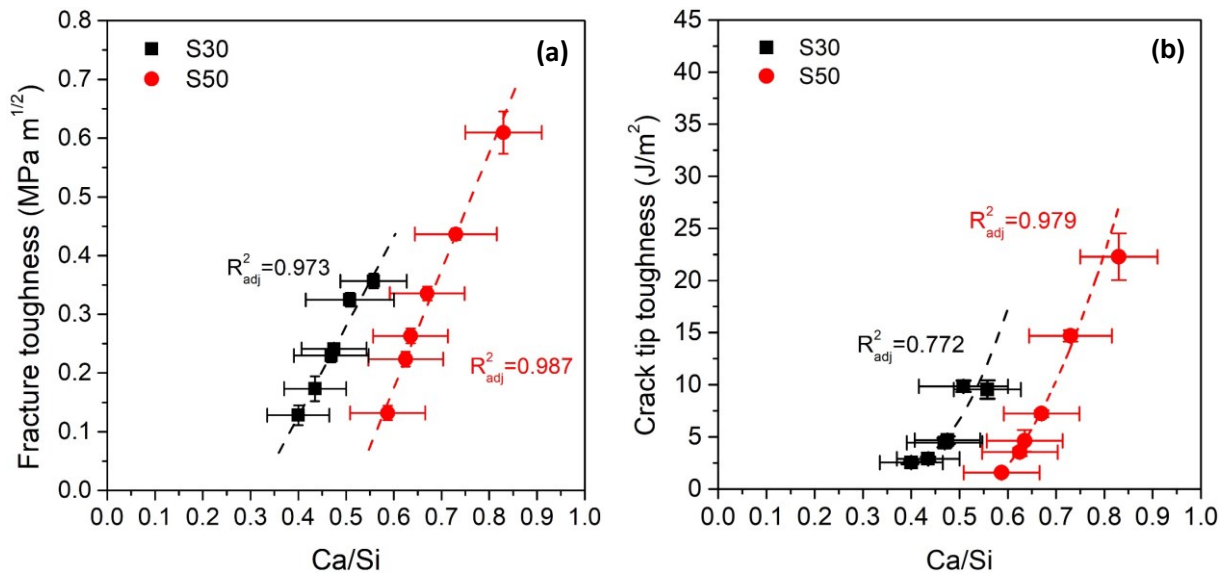 (a)
S30
S50
Fracture toughness (MPa m1/2)
0.8
0.7
0.6
0.5
0.4
0.3
0.2
0.1
0.0
R2adj=0.973
R2adj=0.987
0.0 0.1 0.2 0.3 0.4 0.5 0.6 0.7 0.8 0.9 1.0
Ca/Si
(b)
S30
S50
Crack tip toughness (J/m2)
45
40
35
30
25
20
15
10
5
0
R2adj=0.979
R2adj=0.772
0.0 0.1 0.2 0.3 0.4 0.5 0.6 0.7 0.8 0.9 1.0
Ca/Si